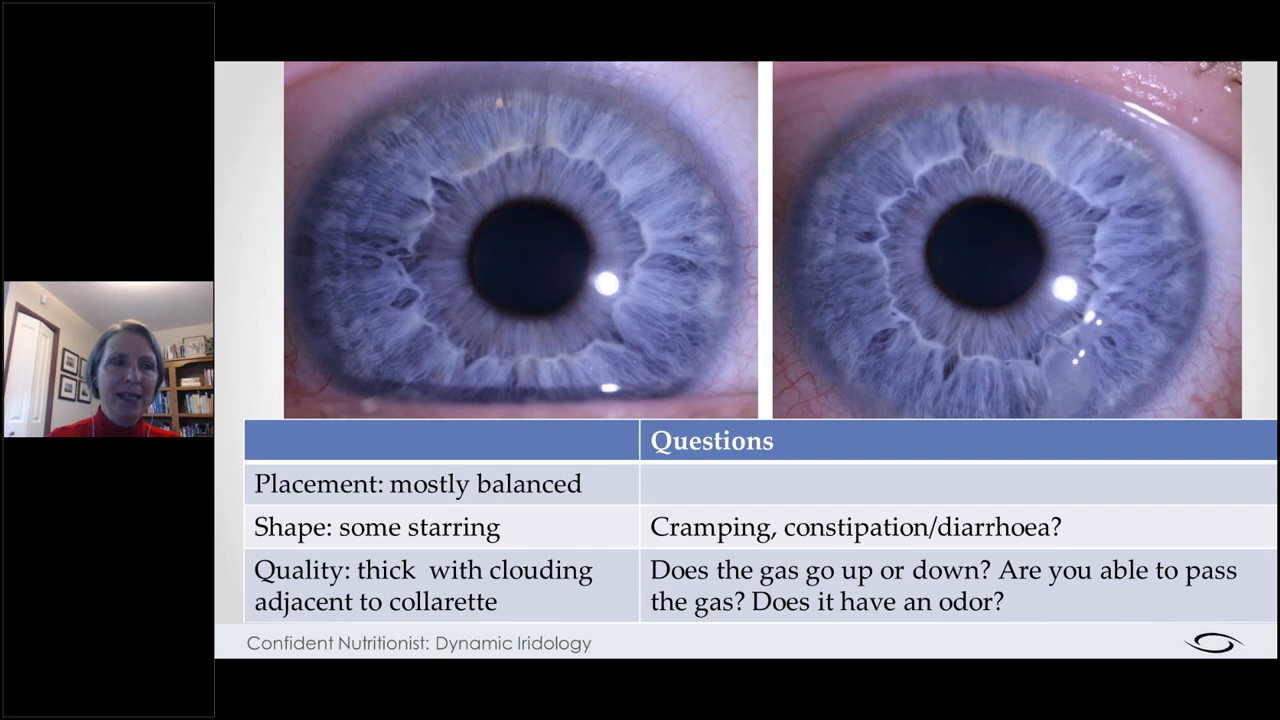 Questions
Placement: mostly balanced
Shape: some starring
Cramping, constipation/diarrhoea?
Quality: thick with clouding
adjacent to collarette
Does the gas go up or down? Are you able to pass
the gas? Does it have an odor?
Confident Nutritionist: Dynamic Iridology